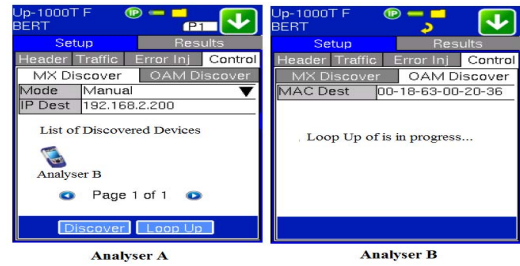 Up-1000T F
IP
BERT
P1
Setup Results
Header Traffic Error Inj Control
MX Discover OAM Discover
Mode Manual
IP Dest 192.168.2.200
List of Discovered Devices
Analyser B
Page 1 of 1
Discover Loop Up
Analyser A
Up-1000T F
IP
BERT
Setup Results
Header Traffic Error Inj Control
MX Discover OAM Discover
MAC Dest 00-18-63-00-20-36
Loop Up of is in progress...
Analyser B